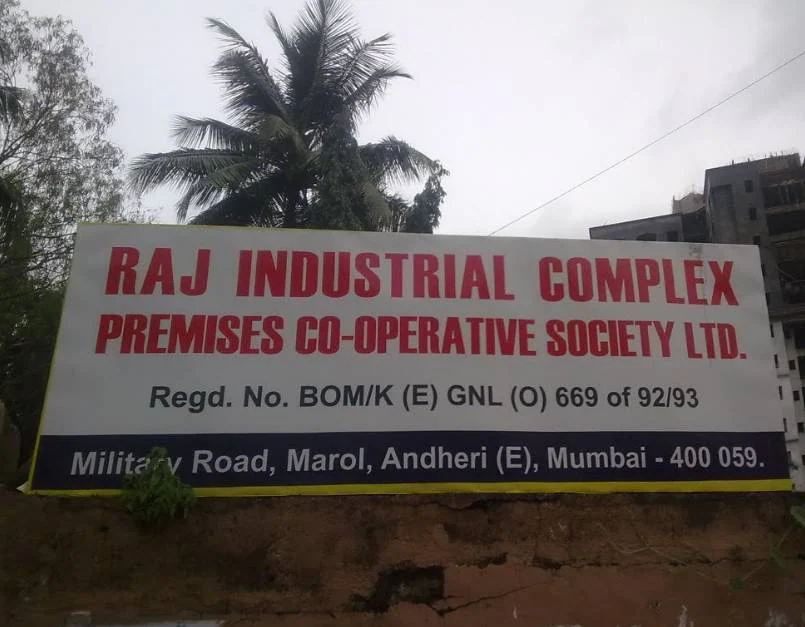 RAJ INDUSTRIAL COMPLEX
PREMISES CO-OPERATIVE SOCIETY LTD.
Regd. No. BOM/K (E) GNL (O) 669 of 92/93
Military Road, Marol, Andheri (E), Mumbai - 400 059.